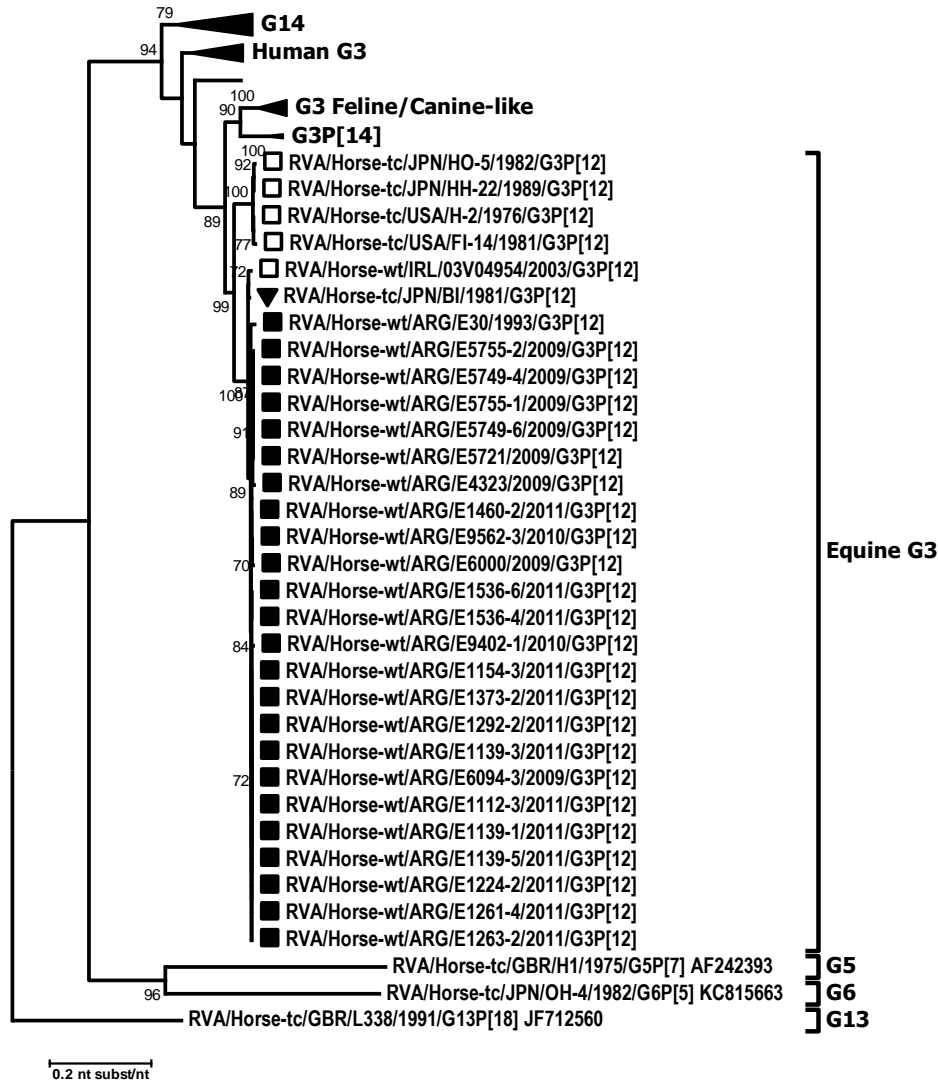 79
G14
94
Human G3
100
G3 Feline/Canine-like
90
G3P[14]
100
92
RVA/Horse-tc/JPN/HO-5/1982/G3P[12]
RVA/Horse-tc/JPN/HH-22/1989/G3P[12]
100
RVA/Horse-tc/USA/H-2/1976/G3P[12]
89
77
RVA/Horse-tc/USA/FI-14/1981/G3P[12]
72
RVA/Horse-wt/IRL/03V04954/2003/G3P[12]
RVA/Horse-tc/JPN/BI/1981/G3P[12]
99
RVA/Horse-wt/ARG/E30/1993/G3P[12]
RVA/Horse-wt/ARG/E5755-2/2009/G3P[12]
RVA/Horse-wt/ARG/E5749-4/2009/G3P[12]
100
87
RVA/Horse-wt/ARG/E5755-1/2009/G3P[12]
91
RVA/Horse-wt/ARG/E5749-6/2009/G3P[12]
RVA/Horse-wt/ARG/E5721/2009/G3P[12]
RVA/Horse-wt/ARG/E4323/2009/G3P[12]
89
RVA/Horse-wt/ARG/E1460-2/2011/G3P[12]
RVA/Horse-wt/ARG/E9562-3/2010/G3P[12]
Equine G3
70
RVA/Horse-wt/ARG/E6000/2009/G3P[12]
RVA/Horse-wt/ARG/E1536-6/2011/G3P[12]
RVA/Horse-wt/ARG/E1536-4/2011/G3P[12]
84
RVA/Horse-wt/ARG/E9402-1/2010/G3P[12]
RVA/Horse-wt/ARG/E1154-3/2011/G3P[12]
RVA/Horse-wt/ARG/E1373-2/2011/G3P[12]
RVA/Horse-wt/ARG/E1292-2/2011/G3P[12]
RVA/Horse-wt/ARG/E1139-3/2011/G3P[12]
72
RVA/Horse-wt/ARG/E6094-3/2009/G3P[12]
RVA/Horse-wt/ARG/E1112-3/2011/G3P[12]
RVA/Horse-wt/ARG/E1139-1/2011/G3P[12]
RVA/Horse-wt/ARG/E1139-5/2011/G3P[12]
RVA/Horse-wt/ARG/E1224-2/2011/G3P[12]
RVA/Horse-wt/ARG/E1261-4/2011/G3P[12]
RVA/Horse-wt/ARG/E1263-2/2011/G3P[12]
RVA/Horse-tc/GBR/H1/1975/G5P[7] AF242393
G5
96
RVA/Horse-tc/JPN/OH-4/1982/G6P[5] KC815663
G6
RVA/Horse-tc/GBR/L338/1991/G13P[18] JF712560
G13
0.2 nt subst/nt